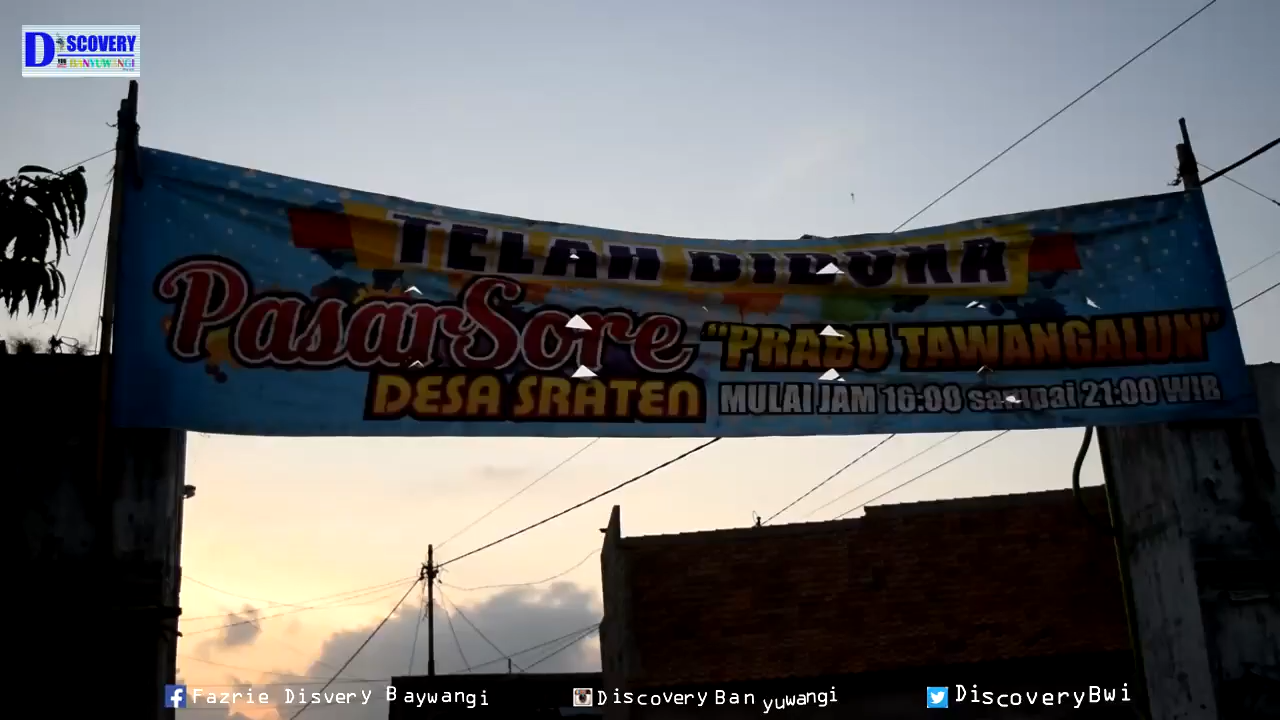 DiSCOVERY
BANYUWANGI
TELAH DIBUKA
PasarSore
"PRABU TAWANGALUN"
DESA SRATEN
MULAI JAM 16:00 sampai 21:00 WIB
Fazrie Disvery Baywangi
Discovery Banyuwangi
DiscoveryBwi